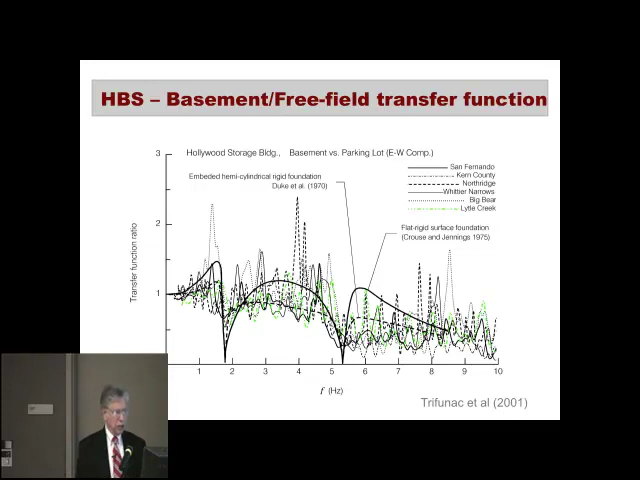 HBS – Basement/Free-field transfer function
Hollywood Storage Bldg., Basement vs. Parking Lot (E-W Comp.)
San Fernando
Kern County
Northridge
Whittier Narrows
Big Bear
Lytle Creek
Embeded hemi-cylindrical rigid foundation
Duke et al. (1970)
Flat-rigid surface foundation
(Crouse and Jennings 1975)
Transfer function ratio
3
2
1
1 2 3 4 5 6 7 8 9 10
f (Hz)
Trifunac et al (2001)